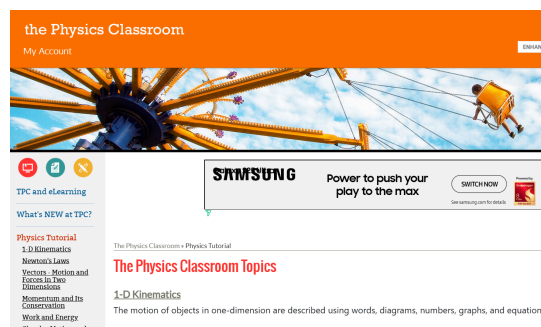 the Physics Classroom
My Account
ENHAN
SAMSUNG
Power to push your
play to the max
SWITCH NOW
See samsung.com for details
Powered by
TPC and eLearning
What's NEW at TPC?
Physics Tutorial
1-D Kinematics
Newton's Laws
Vectors - Motion and
Forces in Two
Dimensions
Momentum and Its
Conservation
Work and Energy
The Physics Classroom » Physics Tutorial
The Physics Classroom Topics
1-D Kinematics
The motion of objects in one-dimension are described using words, diagrams, numbers, graphs, and equation